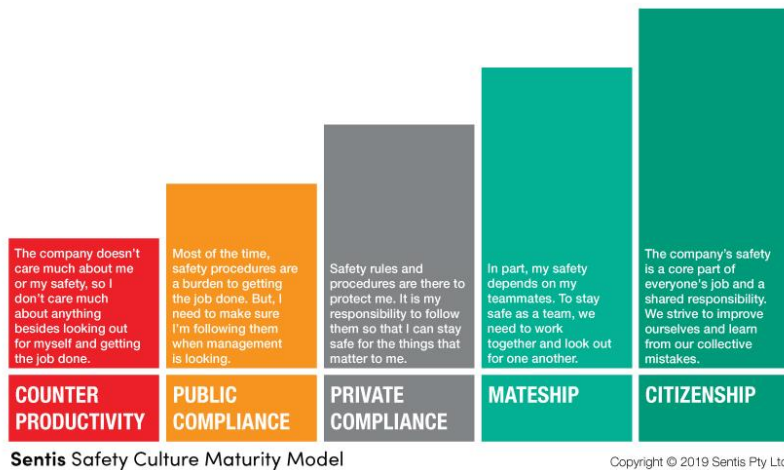 The company doesn't
care much about me
or my safety, so I
don't care much
about anything
besides looking out
for myself and getting
the job done.
Most of the time,
safety procedures are
a burden to getting
the job done. But, I
need to make sure
I'm following them
when management
is looking.
Safety rules and
procedures are there to
protect me. It is my
responsibility to follow
them so that I can stay
safe for the things that
matter to me.
In part, my safety
depends on my
teammates. To stay
safe as a team, we
need to work
together and look out
for one another.
The company's safety
is a core part of
everyone's job and a
shared responsibility.
We strive to improve
ourselves and learn
from our collective
mistakes.
COUNTER
PRODUCTIVITY
PUBLIC
COMPLIANCE
PRIVATE
COMPLIANCE
MATESHIP
CITIZENSHIP
Sentis Safety Culture Maturity Model
Copyright © 2019 Sentis Pty Ltd